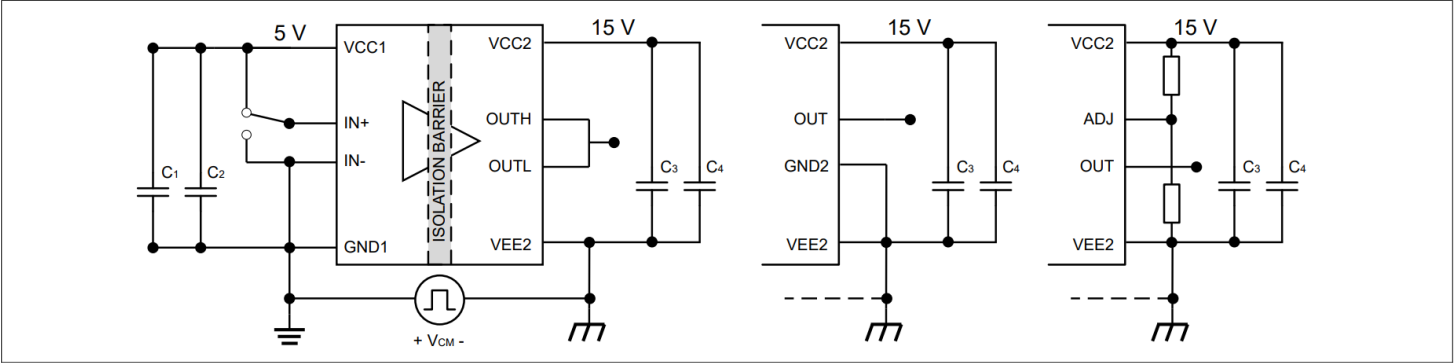 5 V
15 V
15 V
15 V
VCC1
VCC2
VCC2
VCC2
IN+
OUTH
OUT
ADJ
IN-
OUTL
GND2
OUT
C1
C2
ISOLATION BARRIER
C3
C4
C3
C4
C3
C4
GND1
VEE2
VEE2
VEE2
+ VCM -